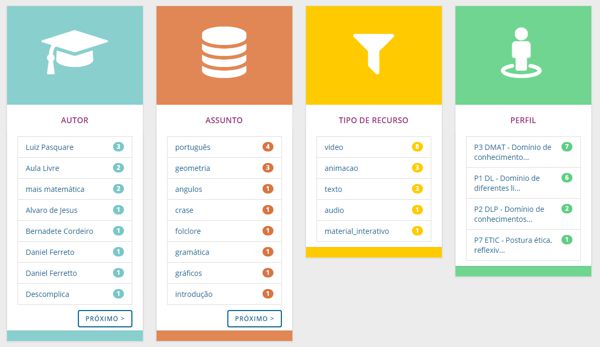 AUTOR
Luiz Pasquare 3
Aula Livre 2
mais matemática 2
Alvaro de Jesus 1
Bernadete Cordeiro 1
Daniel Ferreto 1
Daniel Ferretto 1
Descomplica 1
PRÓXIMO >
ASSUNTO
português 4
geometria 3
angulos 1
crase 1
folclore 1
gramática 1
gráficos 1
introdução 1
PRÓXIMO >
TIPO DE RECURSO
video 8
animacao 3
texto 3
audio 1
material_interativo 1
PERFIL
P3 DMAT - Domínio de 7
conhecimento...
P1 DL - Domínio de 6
diferentes li...
P2 DLP - Domínio de 2
conhecimentos...
P7 ETIC - Postura ética, 1
reflexiv...